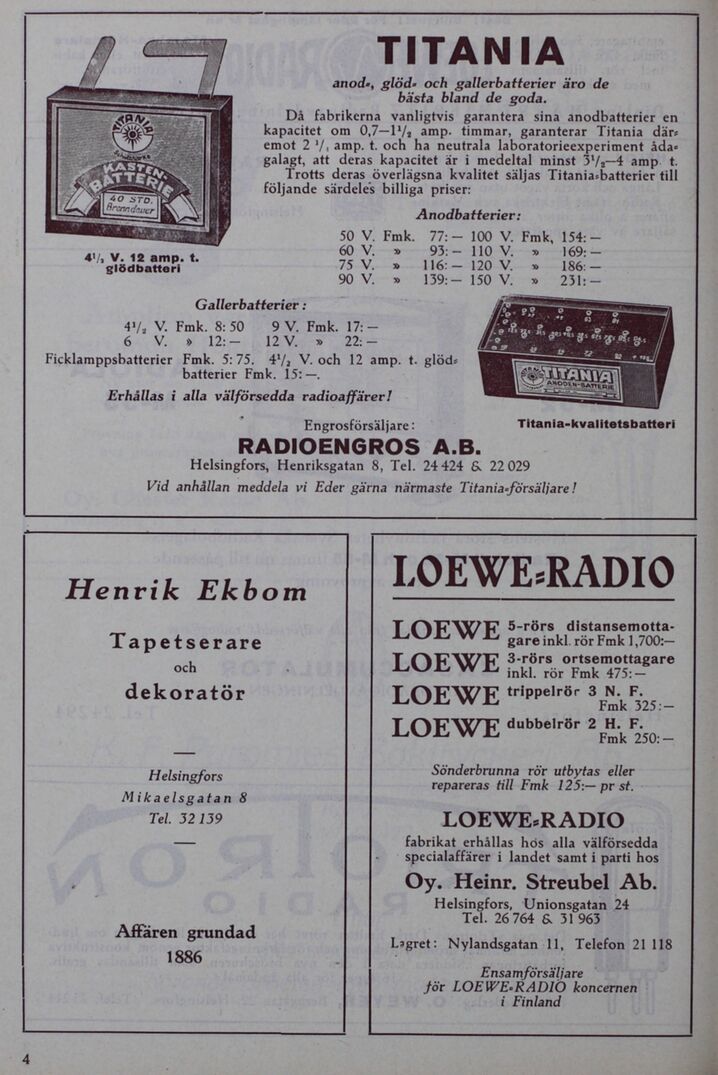 TITANIA
anod-, glöd- och gallerbatterier äro de
bästa bland de goda.
Då fabrikerna vanligtvis garantera sina anodbatterier en
kapacitet om 0,7—1¹/₂ amp. timmar, garanterar Titania där-
emot 2 ¹/₂ amp. t. och ha neutrala laboratorieexperiment åda-
galagt, att deras kapacitet är i medeltal minst 3¹/₂—4 amp. t.
Trotts deras överlägsna kvalitet säljas Titania-batterier till
följande särdeles billiga priser:
TITANIA
KASTEN-
BATTERIE
40 STD.
Brenndauer
4¹/₂ V. 12 amp. t.
glödbatteri
Anodbatterier:
50 V. Fmk. 77:— 100 V. Fmk, 154:—
60 V. » 93:— 110 V. » 169:—
75 V. » 116:— 120 V. » 186:—
90 V. » 139:— 150 V. » 231:—
Gallerbatterier:
4¹/₂ V. Fmk. 8:50 9 V. Fmk. 17:—
6 V. » 12:— 12 V. » 22:—
Ficklamppsbatterier Fmk. 5:75. 4¹/₂ V. och 12 amp. t. glöd-
batterier Fmk. 15:—.
Erhållas i alla välförsedda radioaffärer!
TITANIA
ANODEN-BATTERIE
Titania-kvalitetsbatteri
Engrosförsäljare:
RADIOENGROS A.B.
Helsingfors, Henriksgatan 8, Tel. 24 424 & 22 029
Vid anhållan meddela vi Eder gärna närmaste Titania-försäljare!
Henrik Ekbom
Tapetserare
och
dekoratör
Helsingfors
Mikaelsgatan 8
Tel. 32 139
Affären grundad
1886
LOEWE-RADIO
LOEWE 5-rörs distansemotta-
gare inkl. rör Fmk 1,700:—
LOEWE 3-rörs ortsemottagare
inkl. rör Fmk 475:—
LOEWE trippelrör 3 N. F.
Fmk 325:—
LOEWE dubbelrör 2 H. F.
Fmk 250:—
Sönderbrunna rör utbytas eller
repareras till Fmk 125:— pr st.
LOEWE-RADIO
fabrikat erhållas hos alla välförsedda
specialaffärer i landet samt i parti hos
Oy. Heinr. Streubel Ab.
Helsingfors, Unionsgatan 24
Tel. 26 764 & 31 963
Lagret: Nylandsgatan 11, Telefon 21 118
Ensamförsäljare
för LOEWE-RADIO koncernen
i Finland
4